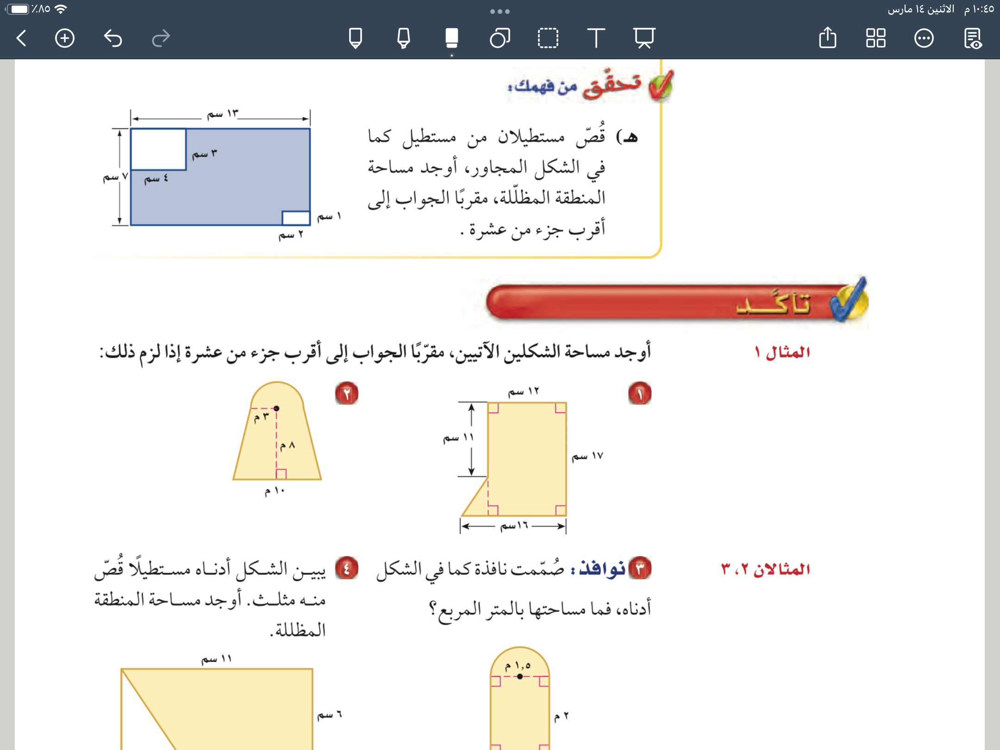 ١٠:٤٥ م الاثنين ١٤ مارس
٪٨٥
تحقّق من فهمك:
هـ) قُصّ مستطيلان من مستطيل كما
في الشكل المجاور، أوجد مساحة
المنطقة المظلّلة، مقربًا الجواب إلى
أقرب جزء من عشرة .
١٣ سم
٣ سم
٧ سم
٤ سم
١ سم
٢ سم
تأكّد
المثال ١
أوجد مساحة الشكلين الآتيين، مقرّبًا الجواب إلى أقرب جزء من عشرة إذا لزم ذلك:
١
١٢ سم
١١ سم
١٧ سم
١٦سم
٢
٣ م
٨ م
١٠ م
المثالان ٢، ٣
٣ نوافذ: صُمّمت نافذة كما في الشكل
أدناه، فما مساحتها بالمتر المربع؟
١,٥ م
٢ م
٤ يبين الشكل أدناه مستطيلًا قُصّ
منه مثلث. أوجد مساحة المنطقة
المظللة.
١١ سم
٦ سم